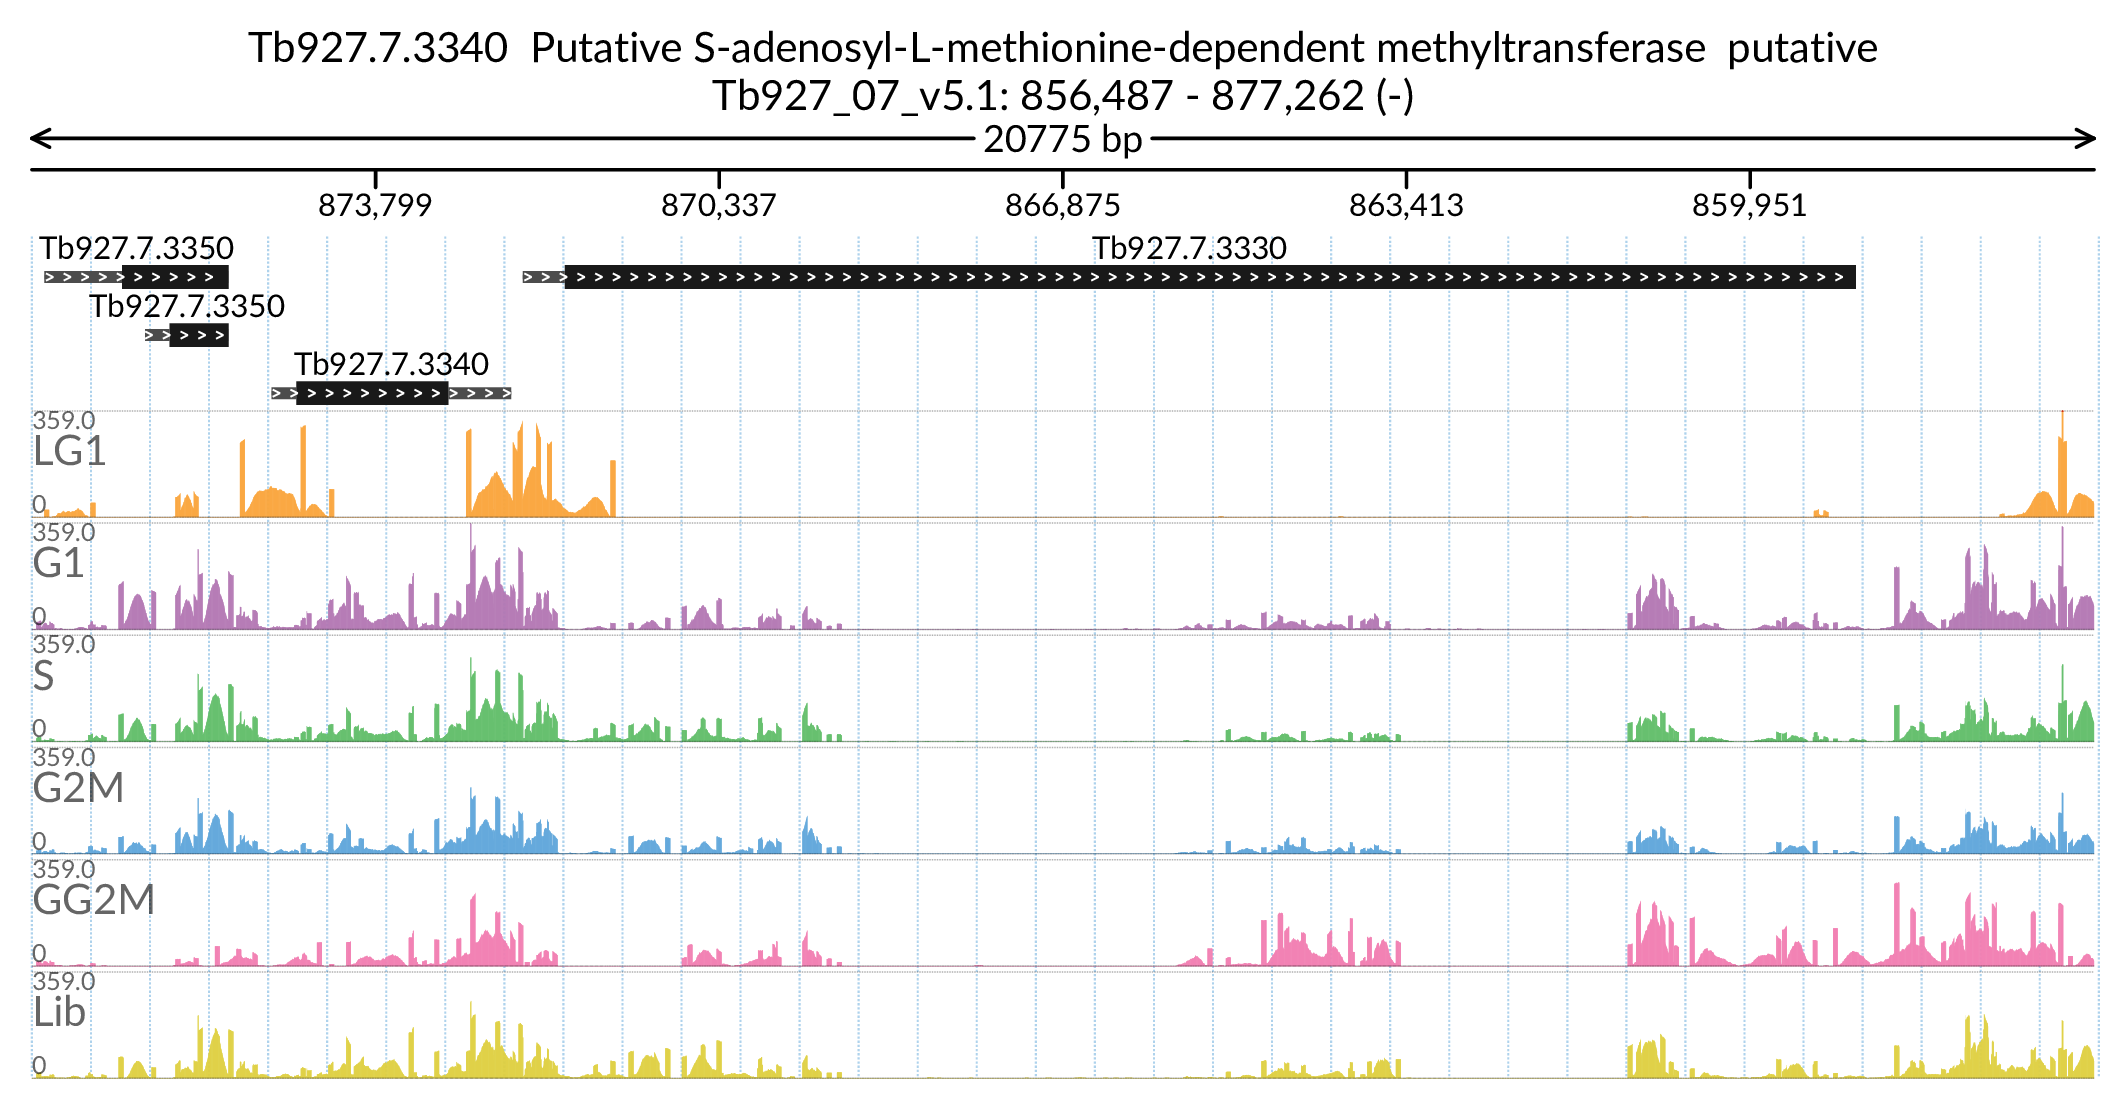 Tb927.7.3340  Putative S-adenosyl-L-methionine-dependent methyltransferase  putative
Tb927_07_v5.1: 856,487 - 877,262 (-)
20775 bp
873,799 870,337 866,875 863,413 859,951
Tb927.7.3350 Tb927.7.3330
Tb927.7.3350
Tb927.7.3340
359.0
LG1
0
359.0
G1
0
359.0
S
0
359.0
G2M
0
359.0
GG2M
0
359.0
Lib
0